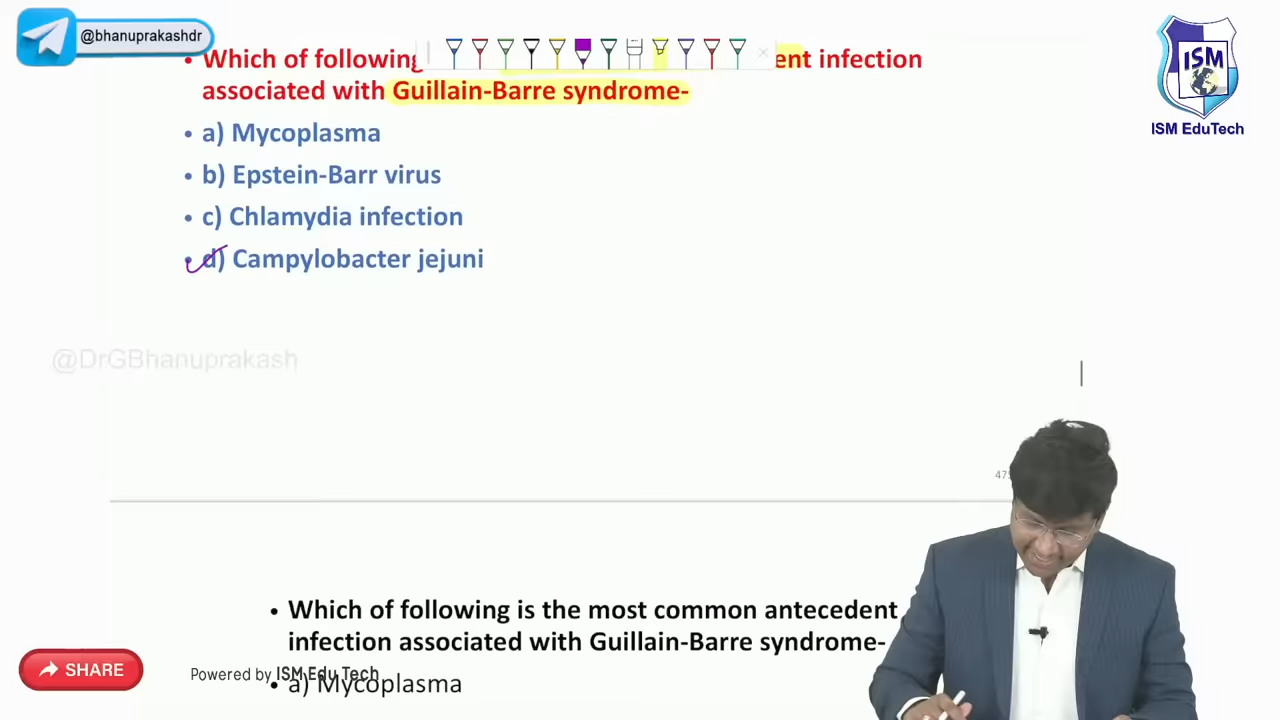 @bhanuprakashdr
• Which of following ent infection
associated with Guillain-Barre syndrome-
• a) Mycoplasma
• b) Epstein-Barr virus
• c) Chlamydia infection
• d) Campylobacter jejuni
ISM
ISM EduTech
@DrGBhanuprakash
• Which of following is the most common antecedent
infection associated with Guillain-Barre syndrome-
• a) Mycoplasma
SHARE
Powered by ISM Edu Tech